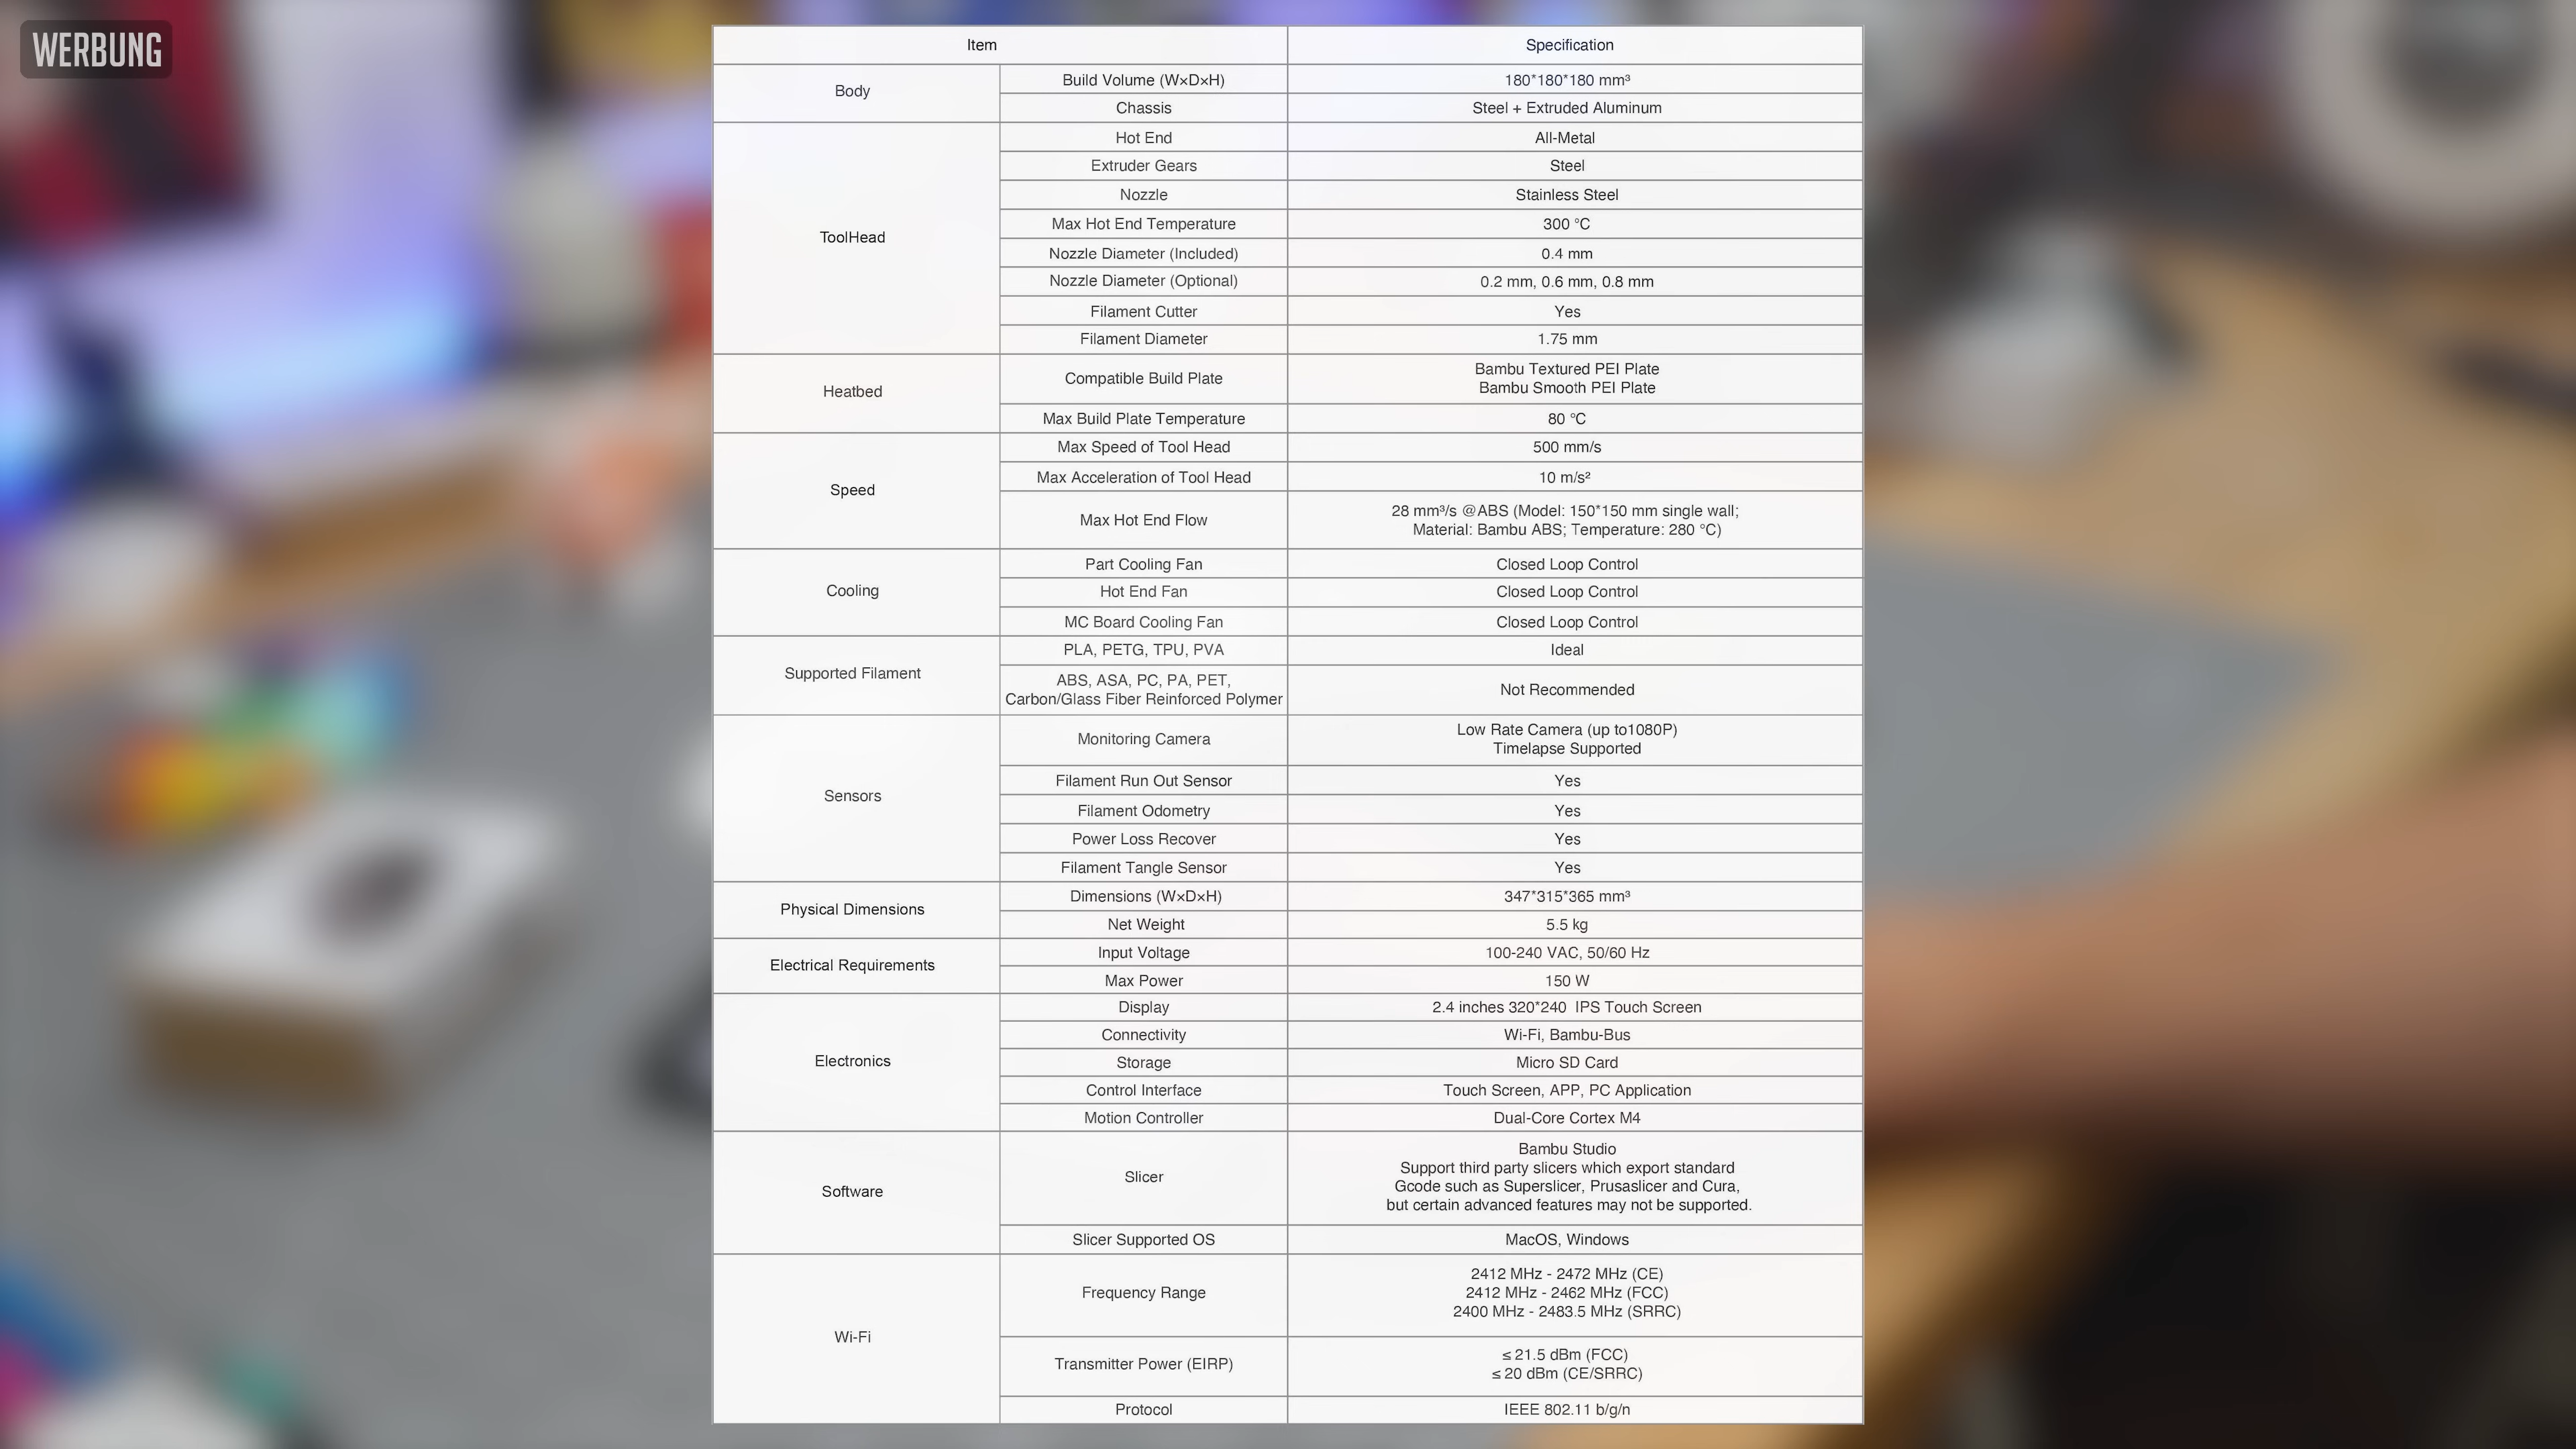 WERBUNG
Item Specification
Body
Build Volume (W×D×H) 180*180*180 mm³
Chassis Steel + Extruded Aluminum
ToolHead
Hot End All-Metal
Extruder Gears Steel
Nozzle Stainless Steel
Max Hot End Temperature 300 °C
Nozzle Diameter (Included) 0.4 mm
Nozzle Diameter (Optional) 0.2 mm, 0.6 mm, 0.8 mm
Filament Cutter Yes
Filament Diameter 1.75 mm
Heatbed
Compatible Build Plate
Bambu Textured PEI Plate
Bambu Smooth PEI Plate
Max Build Plate Temperature 80 °C
Speed
Max Speed of Tool Head 500 mm/s
Max Acceleration of Tool Head 10 m/s²
Max Hot End Flow
28 mm³/s @ABS (Model: 150*150 mm single wall;
Material: Bambu ABS; Temperature: 280 °C)
Cooling
Part Cooling Fan Closed Loop Control
Hot End Fan Closed Loop Control
MC Board Cooling Fan Closed Loop Control
Supported Filament
PLA, PETG, TPU, PVA Ideal
ABS, ASA, PC, PA, PET,
Carbon/Glass Fiber Reinforced Polymer
Not Recommended
Sensors
Monitoring Camera
Low Rate Camera (up to1080P)
Timelapse Supported
Filament Run Out Sensor Yes
Filament Odometry Yes
Power Loss Recover Yes
Filament Tangle Sensor Yes
Physical Dimensions
Dimensions (W×D×H) 347*315*365 mm³
Net Weight 5.5 kg
Electrical Requirements
Input Voltage 100-240 VAC, 50/60 Hz
Max Power 150 W
Electronics
Display 2.4 inches 320*240 IPS Touch Screen
Connectivity Wi-Fi, Bambu-Bus
Storage Micro SD Card
Control Interface Touch Screen, APP, PC Application
Motion Controller Dual-Core Cortex M4
Software
Slicer
Bambu Studio
Support third party slicers which export standard
Gcode such as Superslicer, Prusaslicer and Cura,
but certain advanced features may not be supported.
Slicer Supported OS MacOS, Windows
Wi-Fi
Frequency Range
2412 MHz - 2472 MHz (CE)
2412 MHz - 2462 MHz (FCC)
2400 MHz - 2483.5 MHz (SRRC)
Transmitter Power (EIRP)
≤ 21.5 dBm (FCC)
≤ 20 dBm (CE/SRRC)
Protocol IEEE 802.11 b/g/n